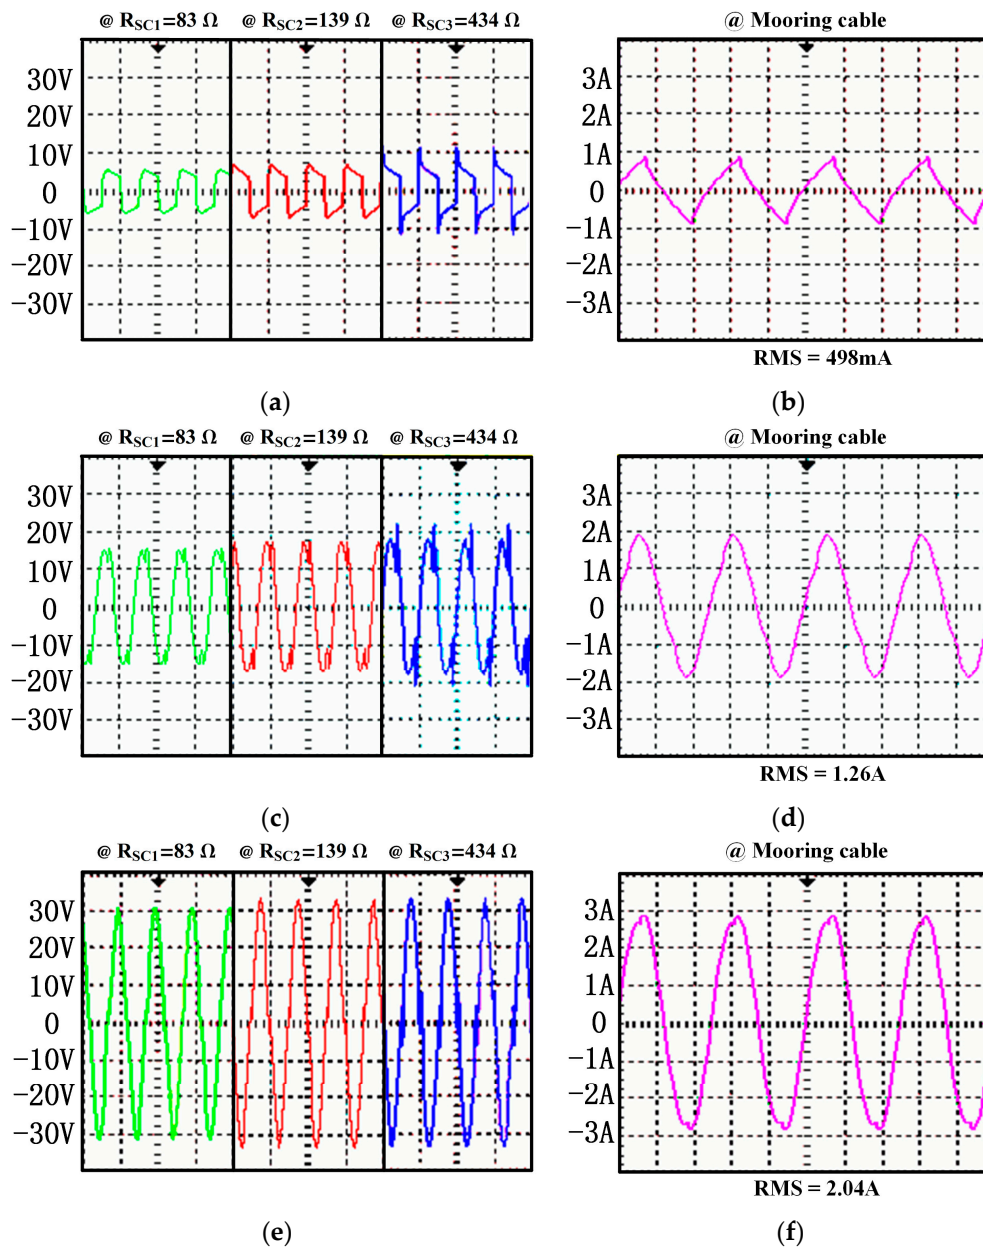 @ RSC1=83 Ω @ RSC2=139 Ω @ RSC3=434 Ω
30V
20V
10V
0
−10V
−20V
−30V
(a)
@ Mooring cable
3A
2A
1A
0
−1A
−2A
−3A
RMS = 498mA
(b)
@ RSC1=83 Ω @ RSC2=139 Ω @ RSC3=434 Ω
30V
20V
10V
0
−10V
−20V
−30V
(c)
@ Mooring cable
3A
2A
1A
0
−1A
−2A
−3A
RMS = 1.26A
(d)
@ RSC1=83 Ω @ RSC2=139 Ω @ RSC3=434 Ω
30V
20V
10V
0
−10V
−20V
−30V
(e)
@ Mooring cable
3A
2A
1A
0
−1A
−2A
−3A
RMS = 2.04A
(f)